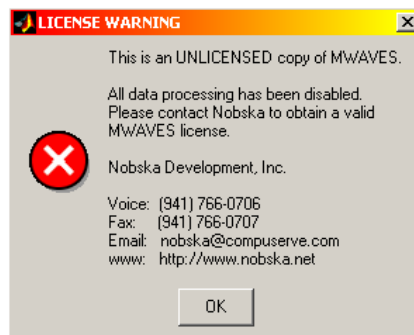 LICENSE WARNING
This is an UNLICENSED copy of MWAVES.
All data processing has been disabled.
Please contact Nobska to obtain a valid
MWAVES license.
Nobska Development, Inc.
Voice: (941) 766-0706
Fax: (941) 766-0707
Email: nobska@compuserve.com
www: http://www.nobska.net
OK